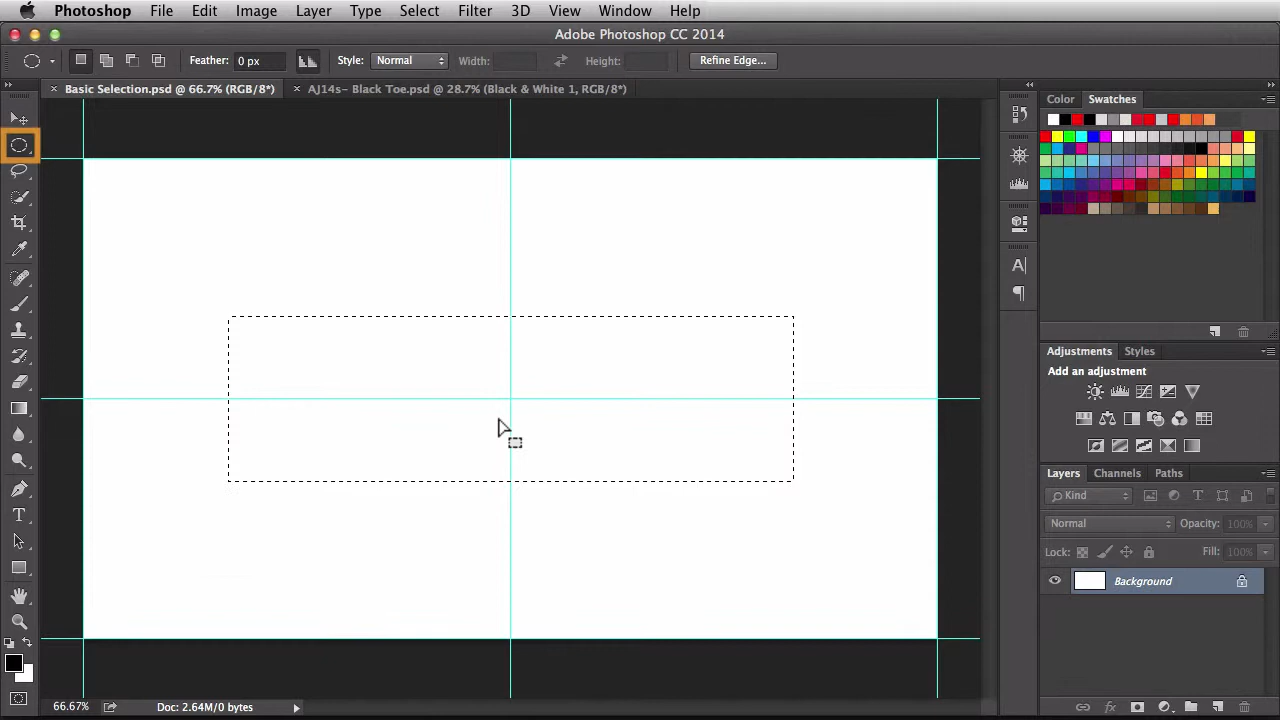 Photoshop File Edit Image Layer Type Select Filter 3D View Window Help
Adobe Photoshop CC 2014
Feather: 0 px Style: Normal Width: Height: Refine Edge...
Basic Selection.psd @ 66.7% (RGB/8*) AJ14s- Black Toe.psd @ 28.7% (Black & White 1, RGB/8*)
Color Swatches
Adjustments Styles
Add an adjustment
Layers Channels Paths
Kind
Normal Opacity: 100%
Lock: Fill: 100%
Background
66.67% Doc: 2.64M/0 bytes